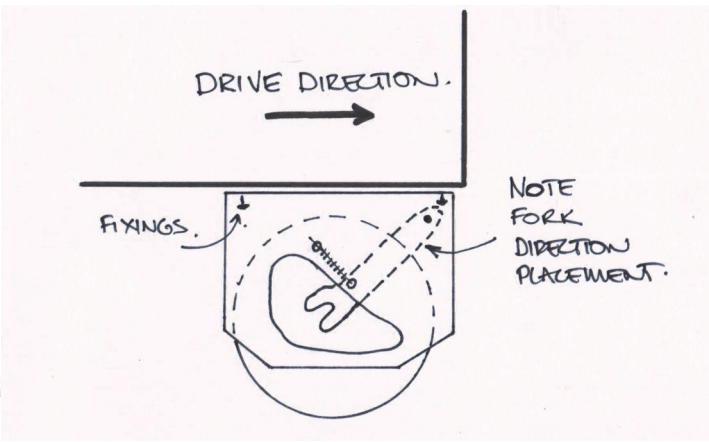 DRIVE DIRECTION.
FIXINGS.
NOTE
FORK
DIRECTION
PLACEMENT.